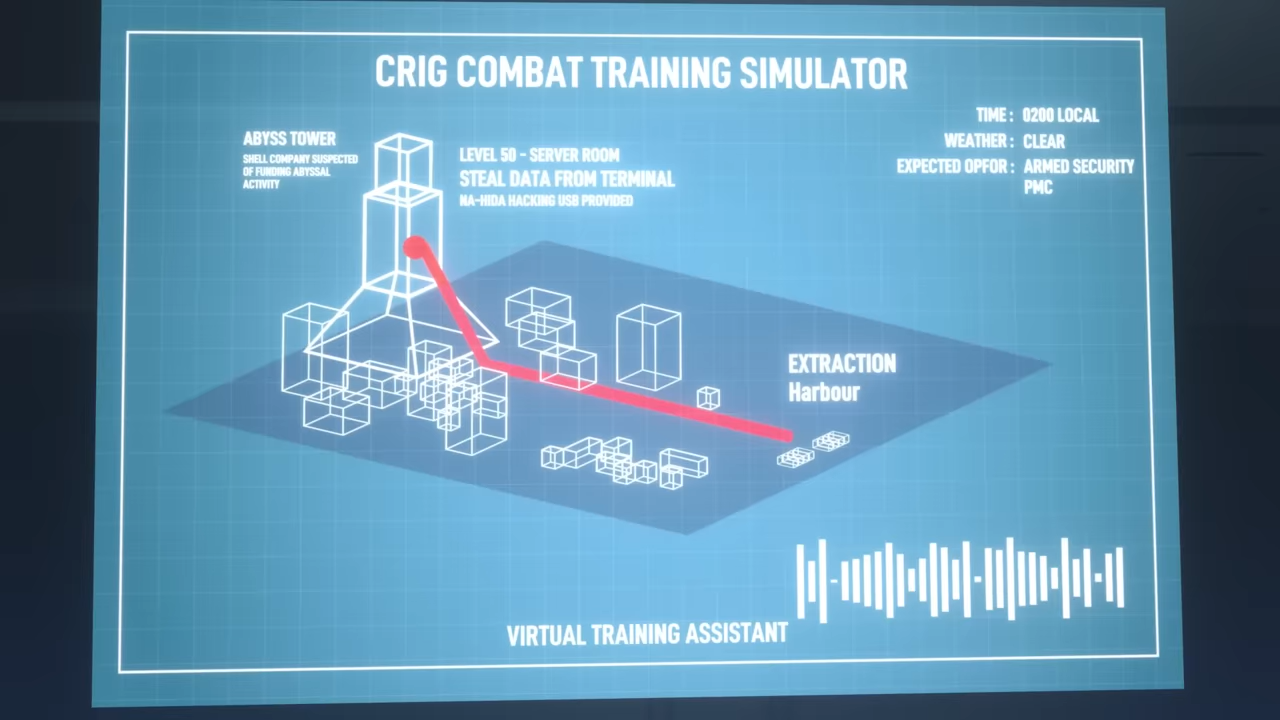 CRIG COMBAT TRAINING SIMULATOR
TIME : 0200 LOCAL
WEATHER : CLEAR
EXPECTED OPFOR : ARMED SECURITY
PMC
ABYSS TOWER
SHELL COMPANY SUSPECTED
OF FUNDING ABYSSAL
ACTIVITY
LEVEL 50 - SERVER ROOM
STEAL DATA FROM TERMINAL
NA-HIDA HACKING USB PROVIDED
EXTRACTION
Harbour
VIRTUAL TRAINING ASSISTANT